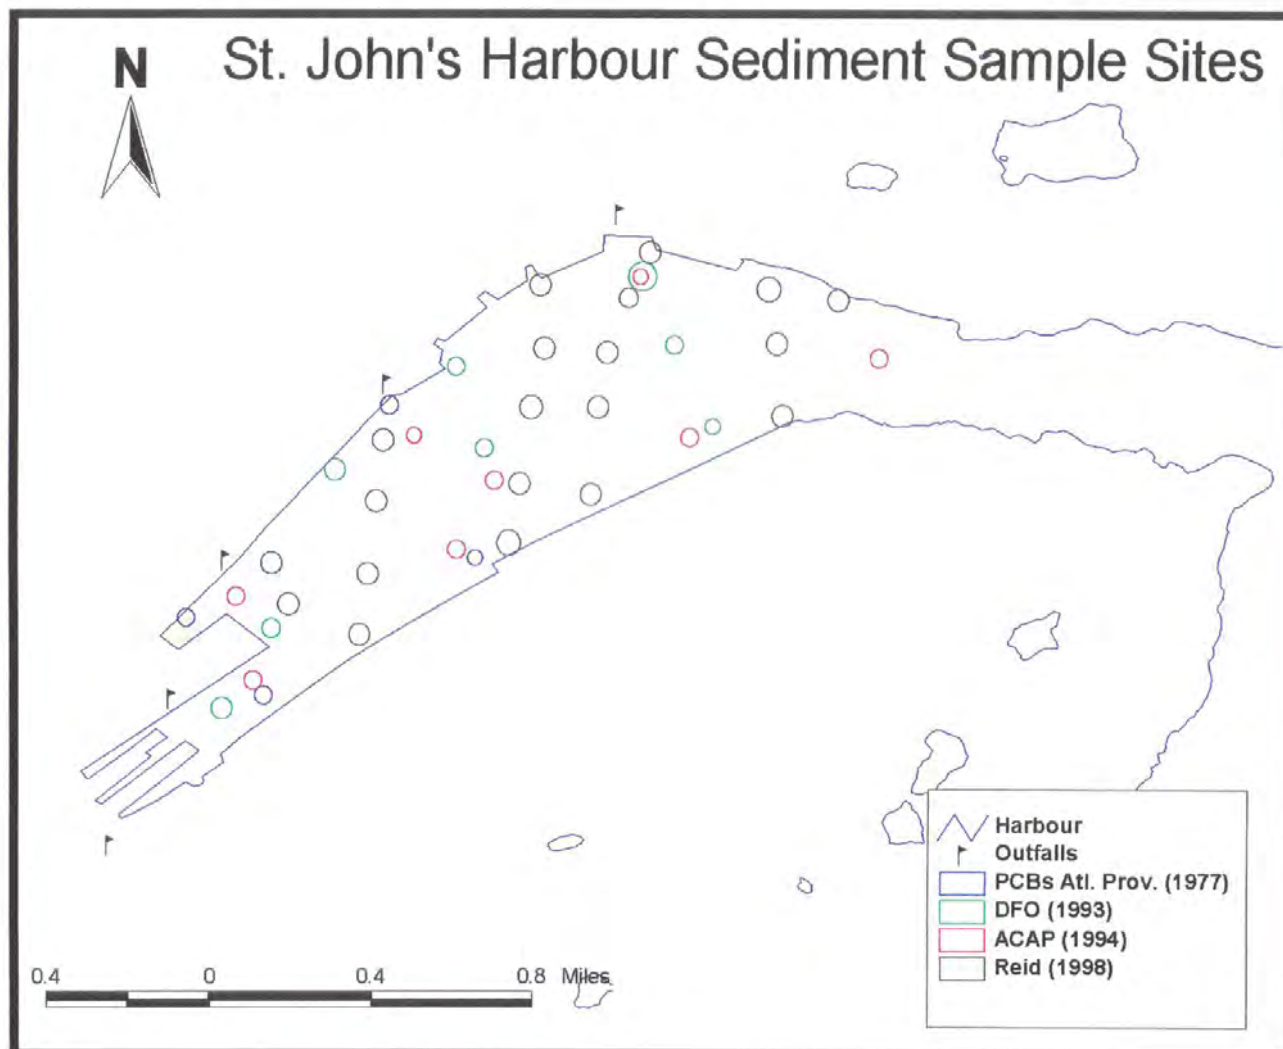 N
St. John's Harbour Sediment Sample Sites
Harbour
Outfalls
PCBs Atl. Prov. (1977)
DFO (1993)
ACAP (1994)
Reid (1998)
0.4 0 0.4 0.8 Miles